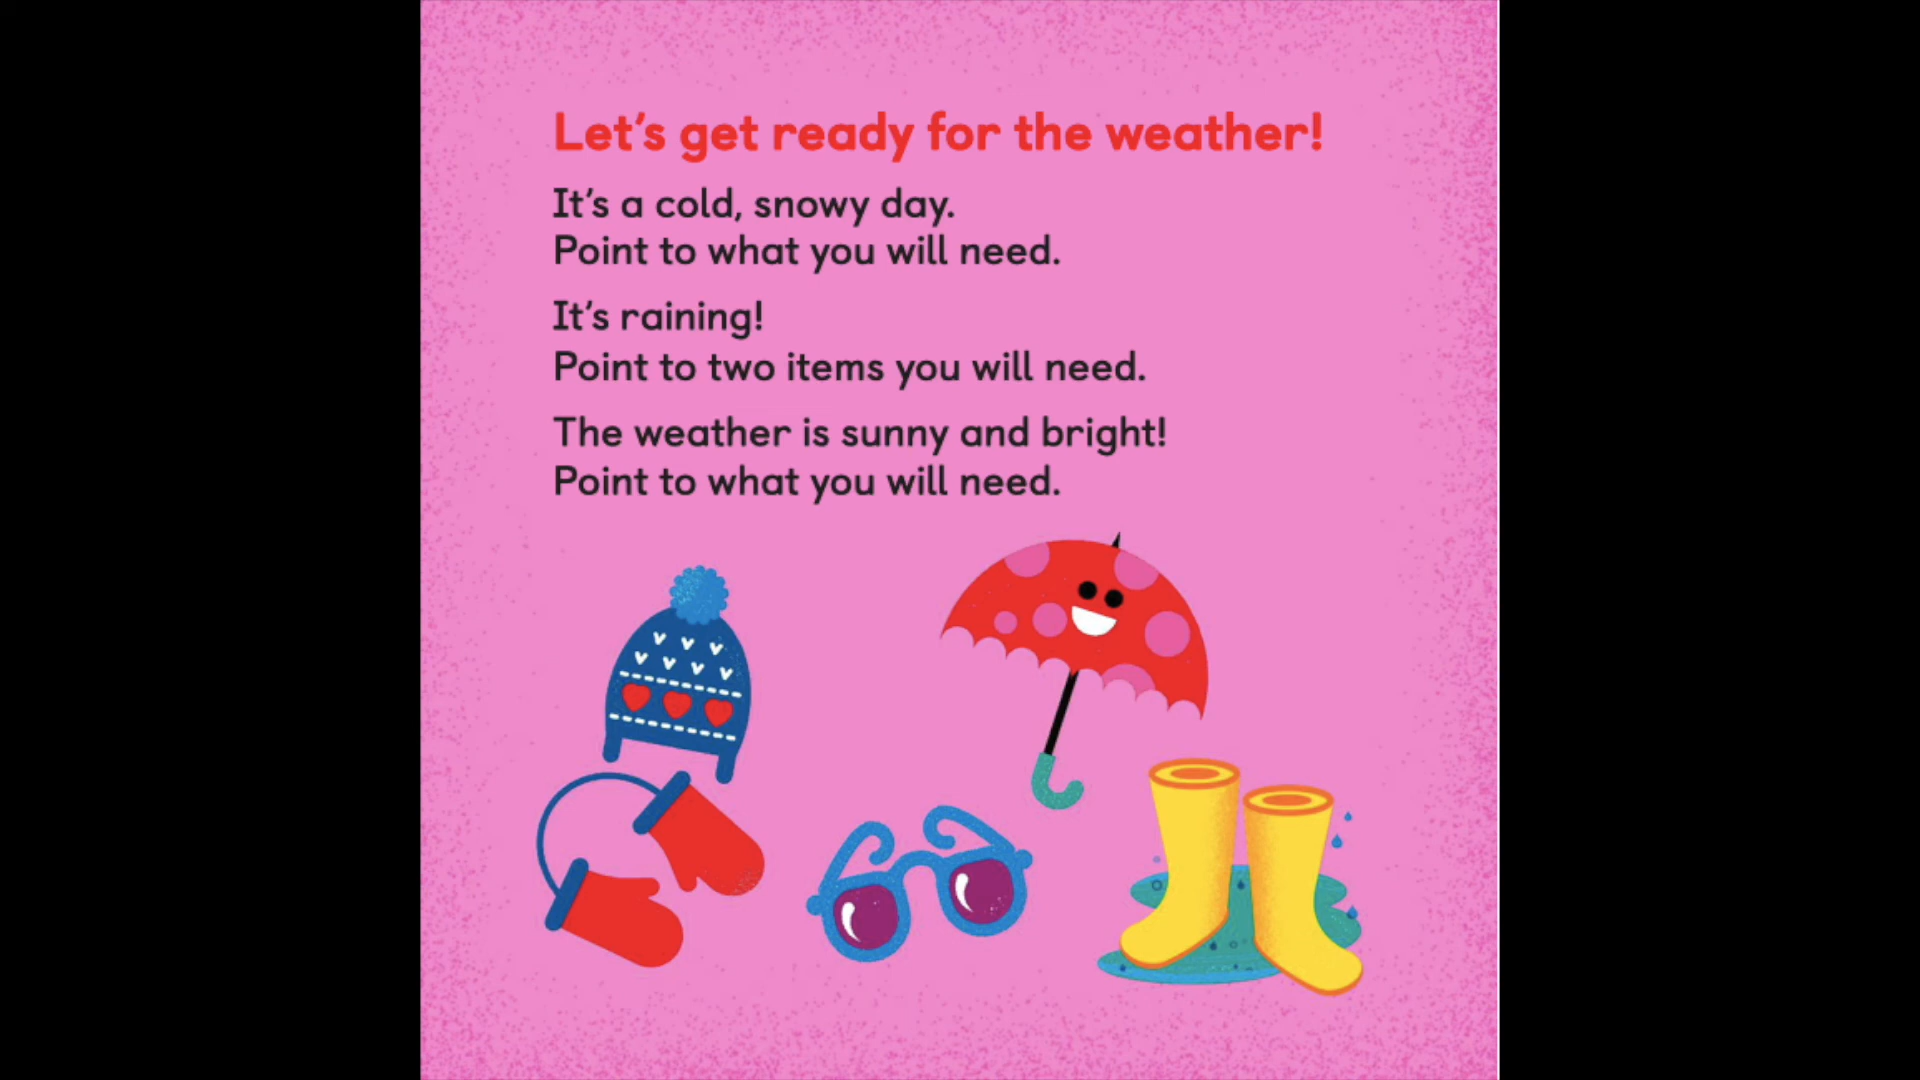 Let's get ready for the weather!
It's a cold, snowy day.
Point to what you will need.
It's raining!
Point to two items you will need.
The weather is sunny and bright!
Point to what you will need.